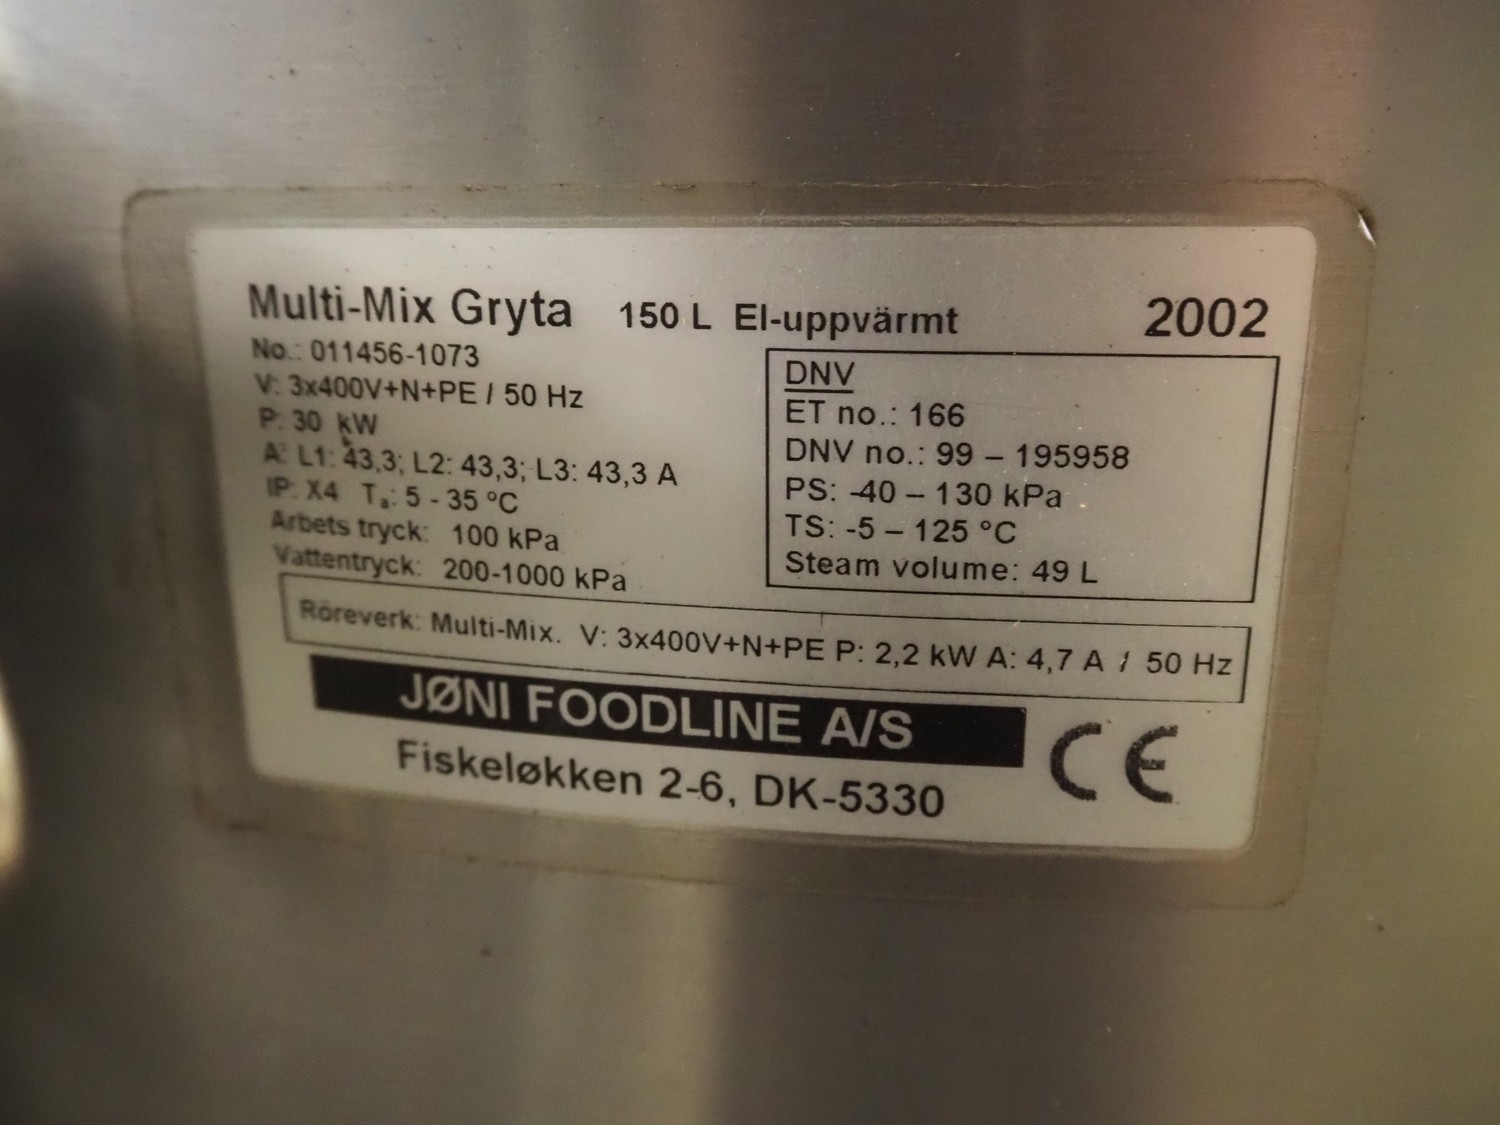 Multi-Mix Gryta 150 L El-uppvärmt 2002
No.: 011456-1073
V: 3x400V+N+PE / 50 Hz
P: 30 kW
A: L1: 43,3; L2: 43,3; L3: 43,3 A
IP: X4 Ta: 5 - 35 °C
Arbets tryck: 100 kPa
Vattentryck: 200-1000 kPa
DNV
ET no.: 166
DNV no.: 99 – 195958
PS: -40 – 130 kPa
TS: -5 – 125 °C
Steam volume: 49 L
Röreverk: Multi-Mix. V: 3x400V+N+PE P: 2,2 kW A: 4,7 A / 50 Hz
JØNI FOODLINE A/S
Fiskeløkken 2-6, DK-5330
CE